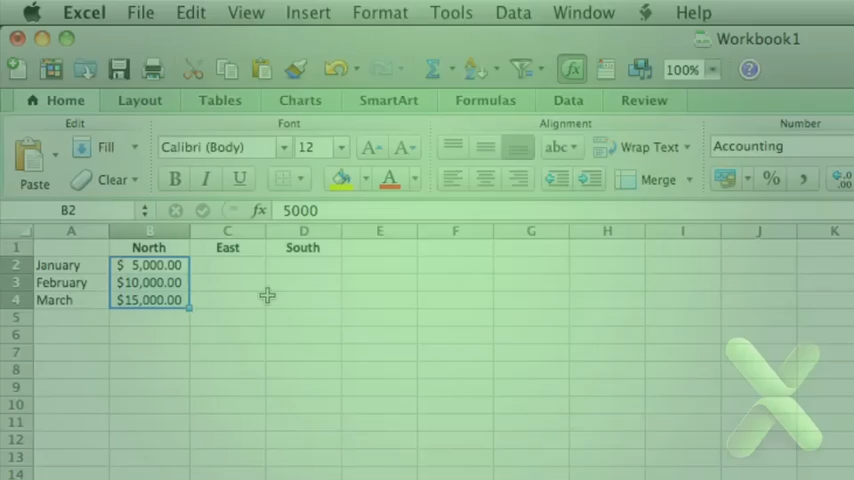 Excel File Edit View Insert Format Tools Data Window Help
Workbook1
fx 100% ?
Home Layout Tables Charts SmartArt Formulas Data Review
Edit Font Alignment Number
Fill Calibri (Body) 12 A A abc Wrap Text Accounting
Paste Clear B I U A Merge % , .0 .00
B2 fx 5000
A B C D E F G H I J K
1 North East South
2 January $ 5,000.00
3 February $10,000.00
4 March $15,000.00
5
6
7
8
9
10
11
12
13
14